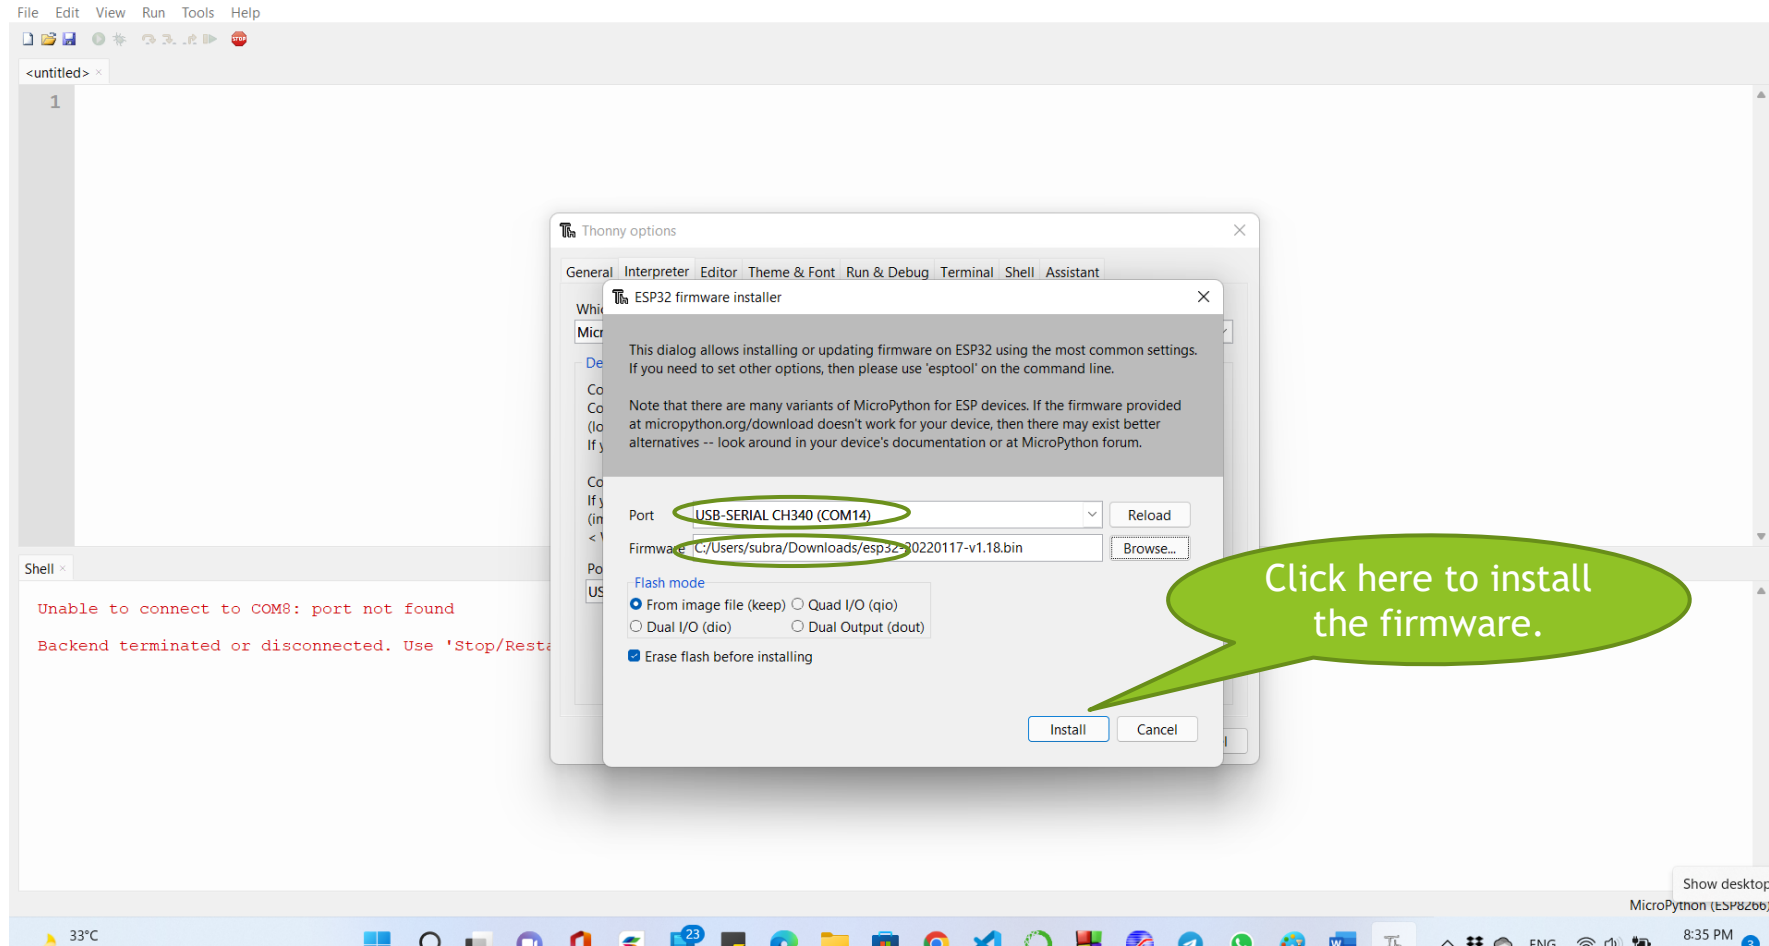 File Edit View Run Tools Help
<untitled> ×
1
Thonny options
General Interpreter Editor Theme & Font Run & Debug Terminal Shell Assistant
ESP32 firmware installer
This dialog allows installing or updating firmware on ESP32 using the most common settings.
If you need to set other options, then please use 'esptool' on the command line.
Note that there are many variants of MicroPython for ESP devices. If the firmware provided
at micropython.org/download doesn't work for your device, then there may exist better
alternatives -- look around in your device's documentation or at MicroPython forum.
Port USB-SERIAL CH340 (COM14) Reload
Firmware C:/Users/subra/Downloads/esp32-20220117-v1.18.bin Browse...
Flash mode
From image file (keep) Quad I/O (qio)
Dual I/O (dio) Dual Output (dout)
Erase flash before installing
Install Cancel
Click here to install
the firmware.
Shell ×
Unable to connect to COM8: port not found
Backend terminated or disconnected. Use 'Stop/Resta
Show desktop
MicroPython (ESP8266)
33°C
23
ENG
8:35 PM
3